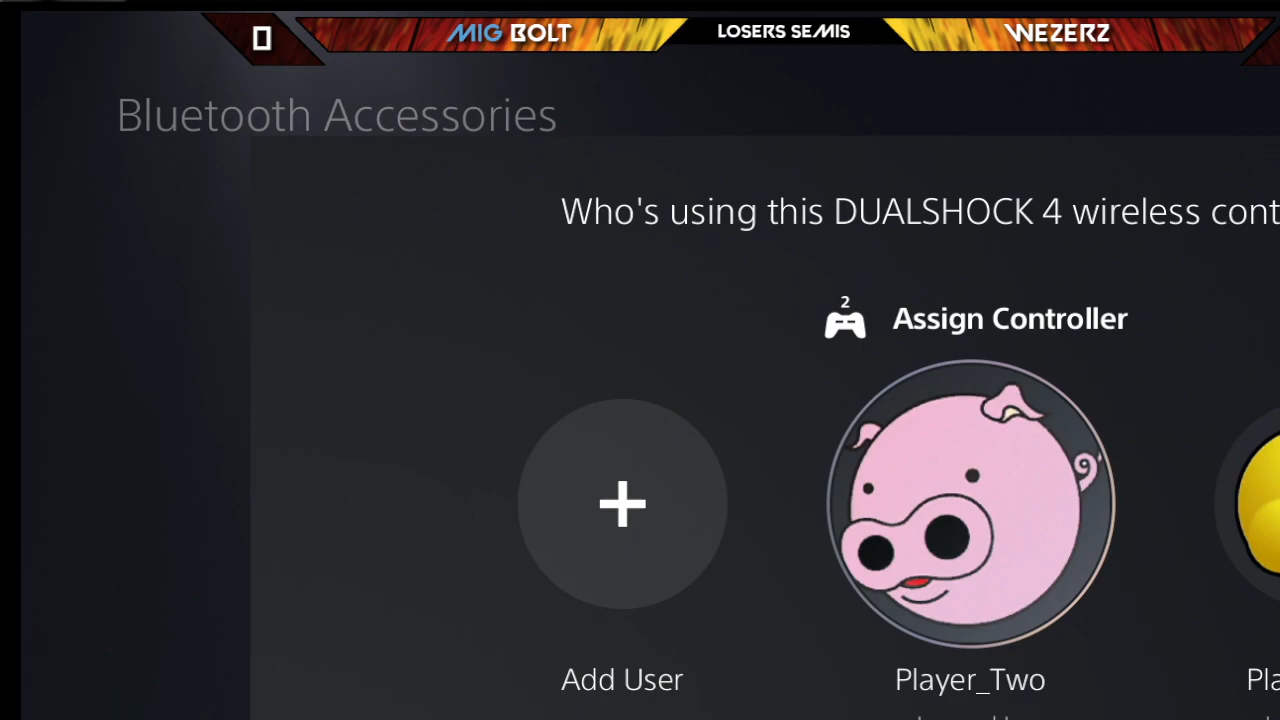 0 MIG BOLT LOSERS SEMIS WEZERZ
Bluetooth Accessories
Who's using this DUALSHOCK 4 wireless cont
2
Assign Controller
Add User Player_Two Pla